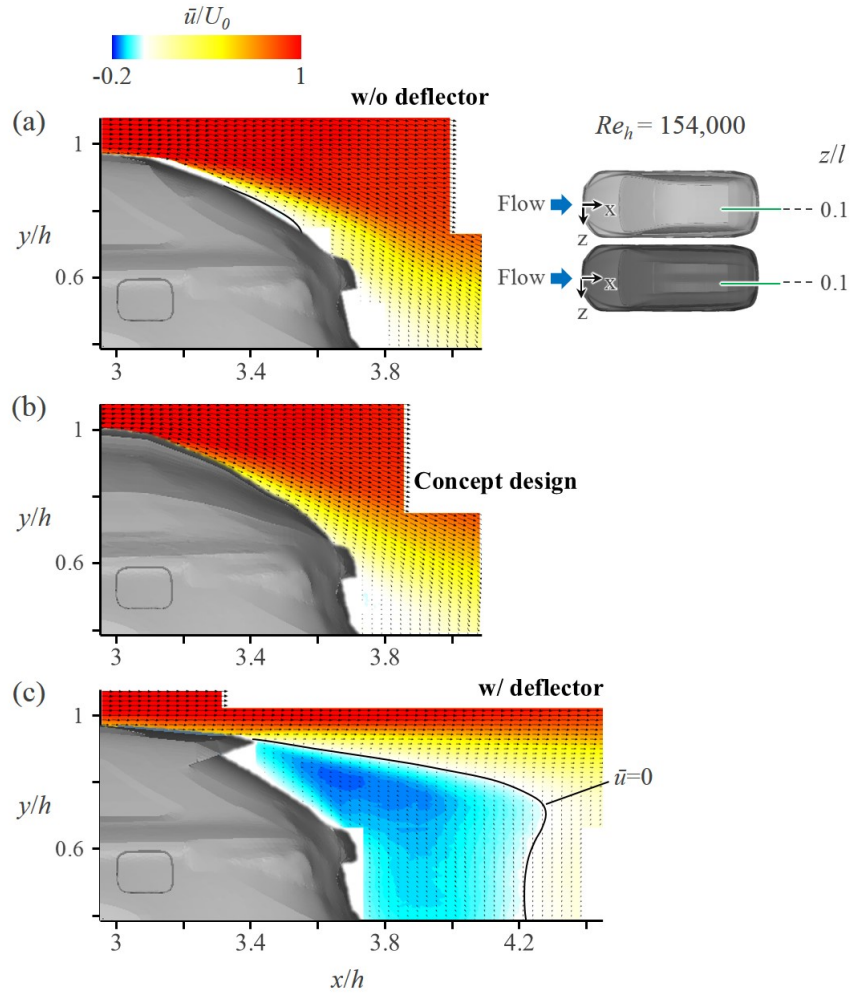 ū/U₀
-0.2 1
(a) w/o deflector
Re_h = 154,000
z/l
Flow x z 0.1
Flow x z 0.1
1
y/h
0.6
3 3.4 3.8
(b)
1
Concept design
y/h
0.6
3 3.4 3.8
(c) w/ deflector
1
ū=0
y/h
0.6
3 3.4 3.8 4.2
x/h